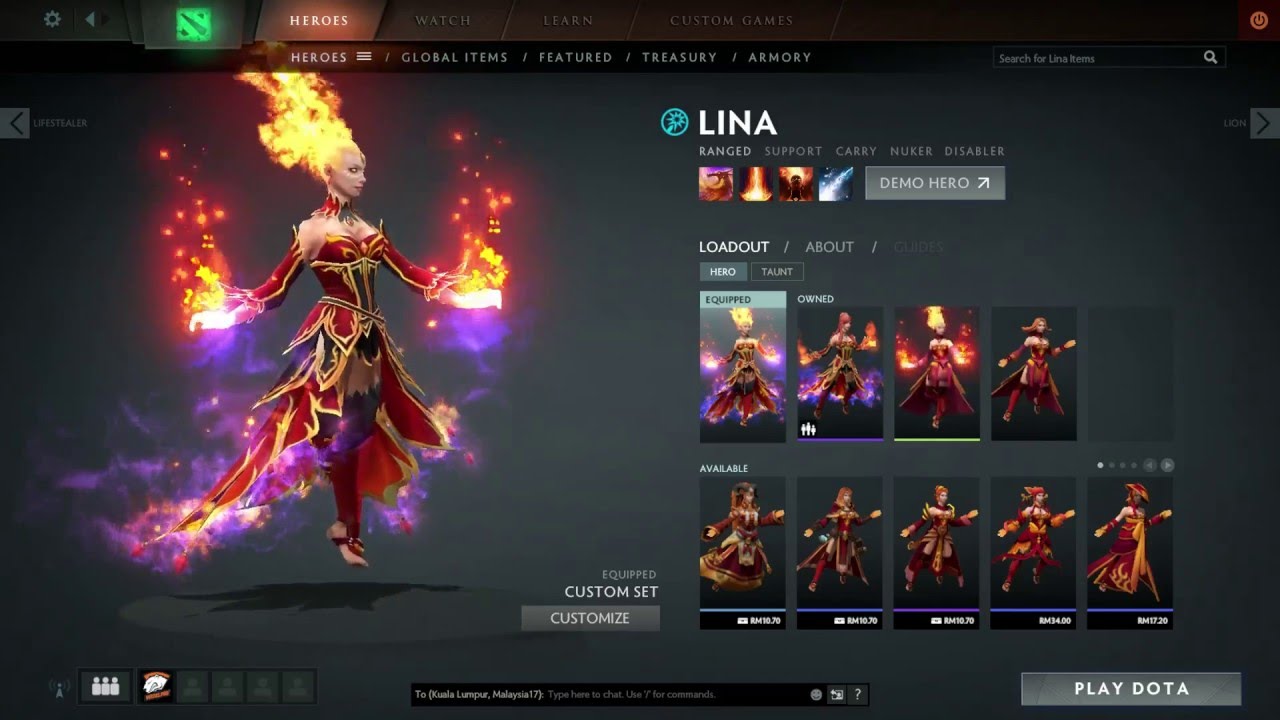 HEROES WATCH LEARN CUSTOM GAMES
HEROES / GLOBAL ITEMS / FEATURED / TREASURY / ARMORY
Search for Lina Items
LIFESTEALER
LION
LINA
RANGED SUPPORT CARRY NUKER DISABLER
DEMO HERO
LOADOUT / ABOUT / GUIDES
HERO TAUNT
EQUIPPED OWNED
AVAILABLE
RM10.70 RM10.70 RM10.70 RM34.00 RM17.20
EQUIPPED
CUSTOM SET
CUSTOMIZE
To (Kuala Lumpur, Malaysia17): Type here to chat. Use '/' for commands.
?
PLAY DOTA